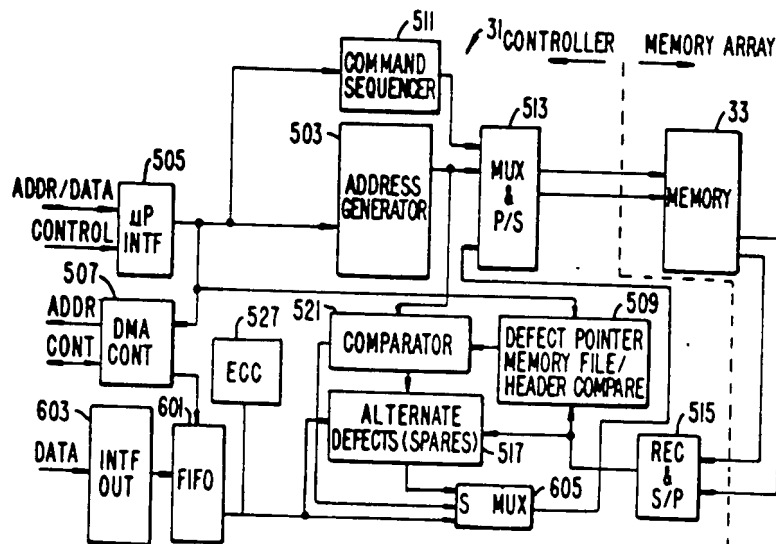 511
31
CONTROLLER
MEMORY ARRAY
COMMAND
SEQUENCER
503
513
33
505
ADDR/DATA
CONTROL
μP
INTF
ADDRESS
GENERATOR
MUX
&
P/S
MEMORY
507
ADDR
CONT
DMA
CONT
527
ECC
521
COMPARATOR
509
DEFECT POINTER
MEMORY FILE/
HEADER COMPARE
603
601
ALTERNATE
DEFECTS (SPARES)
517
515
DATA
INTF
OUT
FIFO
REC
&
S/P
S MUX
605